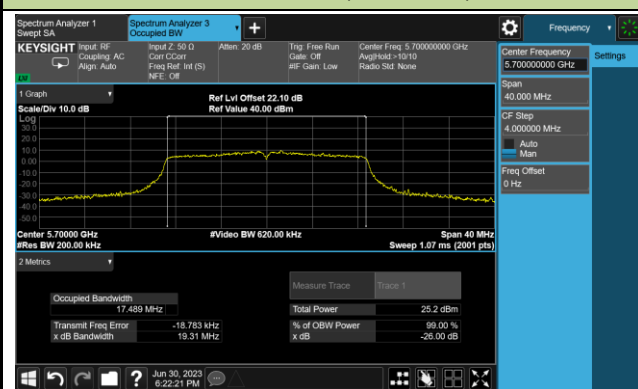 Spectrum Analyzer 1
Swept SA
Spectrum Analyzer 3
Occupied BW
Frequency
KEYSIGHT
Input: RF
Coupling: AC
Align: Auto
Input Z: 50 Ω
Corr CCorr
Freq Ref: Int (S)
NFE: Off
Atten: 20 dB
Trig: Free Run
Gate: Off
#IF Gain: Low
Center Freq: 5.700000000 GHz
Avg|Hold:>10/10
Radio Std: None
Center Frequency
5.700000000 GHz
Settings
Span
40.000 MHz
CF Step
4.000000 MHz
Auto
Man
Freq Offset
0 Hz
1 Graph
Scale/Div 10.0 dB
Ref Lvl Offset 22.10 dB
Ref Value 40.00 dBm
Log
30.0
20.0
10.0
0.00
-10.0
-20.0
-30.0
-40.0
-50.0
Center 5.70000 GHz
#Res BW 200.00 kHz
#Video BW 620.00 kHz
Span 40 MHz
Sweep 1.07 ms (2001 pts)
2 Metrics
Measure Trace
Trace 1
Occupied Bandwidth
17.489 MHz
Total Power
25.2 dBm
Transmit Freq Error
-18.783 kHz
% of OBW Power
99.00 %
x dB Bandwidth
19.31 MHz
x dB
-26.00 dB
?
Jun 30, 2023
6:22:21 PM